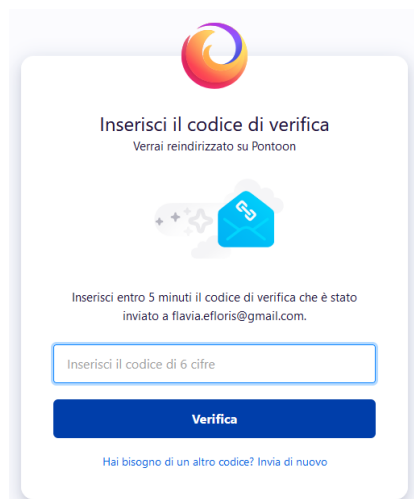 Inserisci il codice di verifica
Verrai reindirizzato su Pontoon
Inserisci entro 5 minuti il codice di verifica che è stato
inviato a flavia.efloris@gmail.com.
Inserisci il codice di 6 cifre
Verifica
Hai bisogno di un altro codice? Invia di nuovo